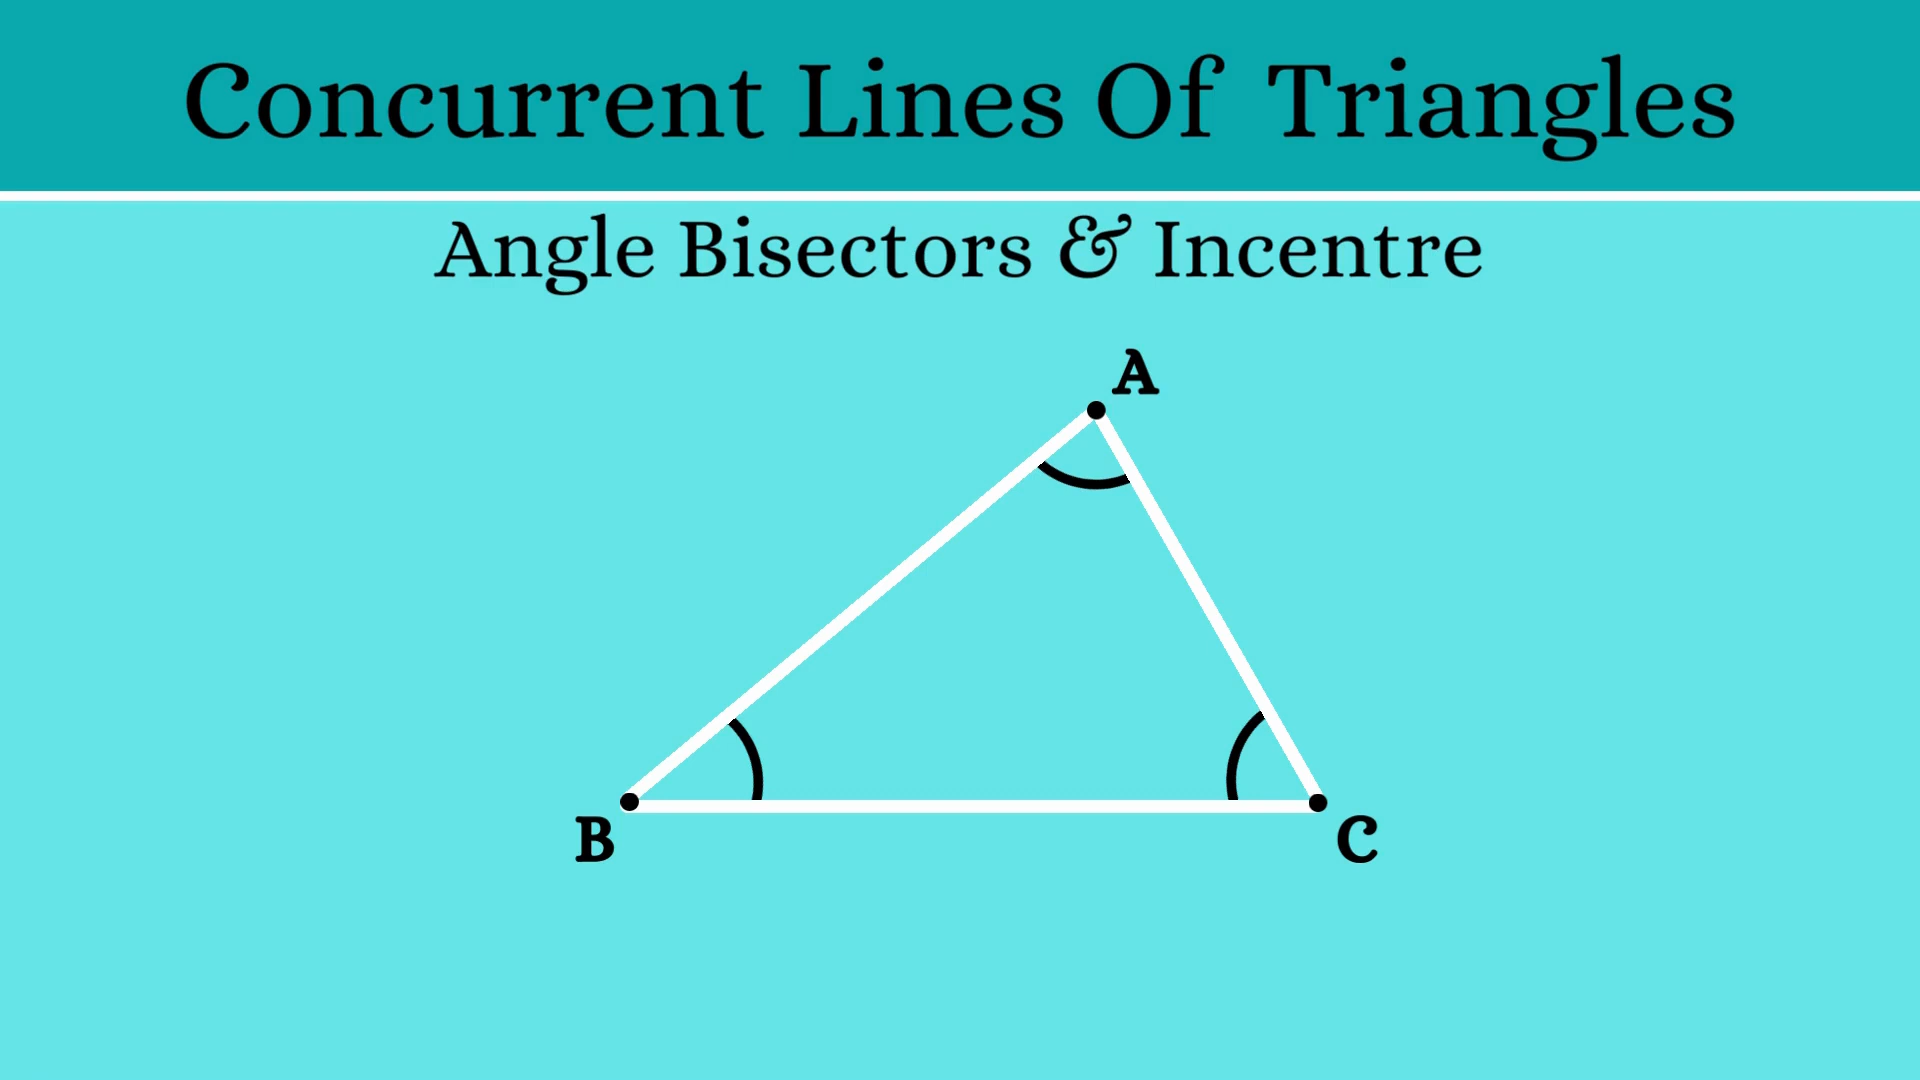 Concurrent Lines Of Triangles
Angle Bisectors & Incentre
A
B
C